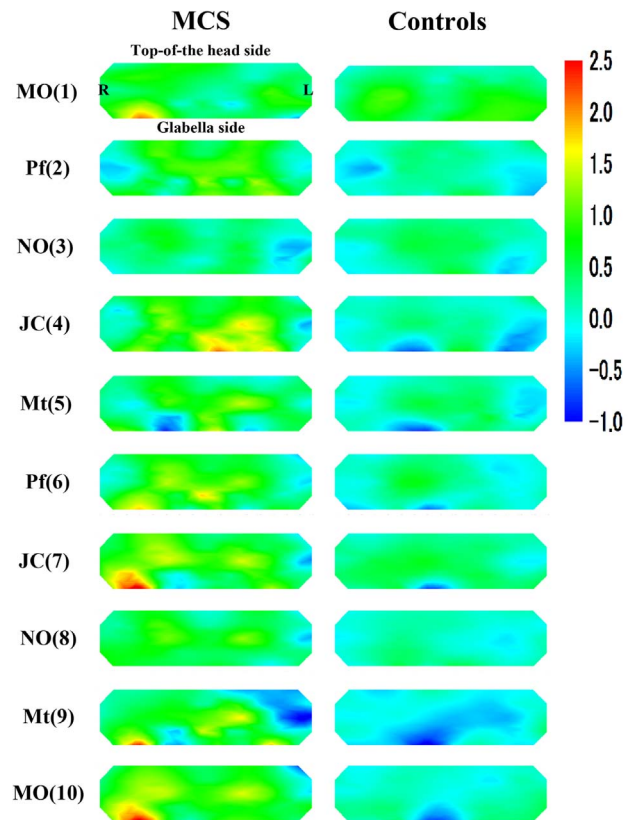 MCS Controls
Top-of-the head side
MO(1) R L
Glabella side
Pf(2)
NO(3)
JC(4)
Mt(5)
Pf(6)
JC(7)
NO(8)
Mt(9)
MO(10)
2.5
2.0
1.5
1.0
0.5
0.0
-0.5
-1.0